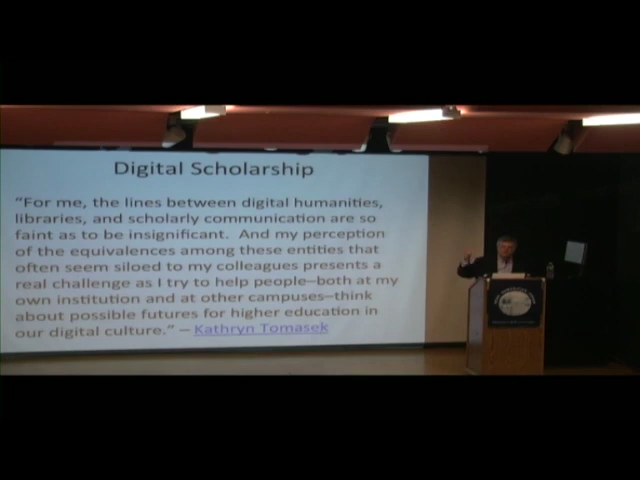 Digital Scholarship
“For me, the lines between digital humanities,
libraries, and scholarly communication are so
faint as to be insignificant.  And my perception
of the equivalences among these entities that
often seem siloed to my colleagues presents a
real challenge as I try to help people–both at my
own institution and at other campuses–think
about possible futures for higher education in
our digital culture.” – Kathryn Tomasek